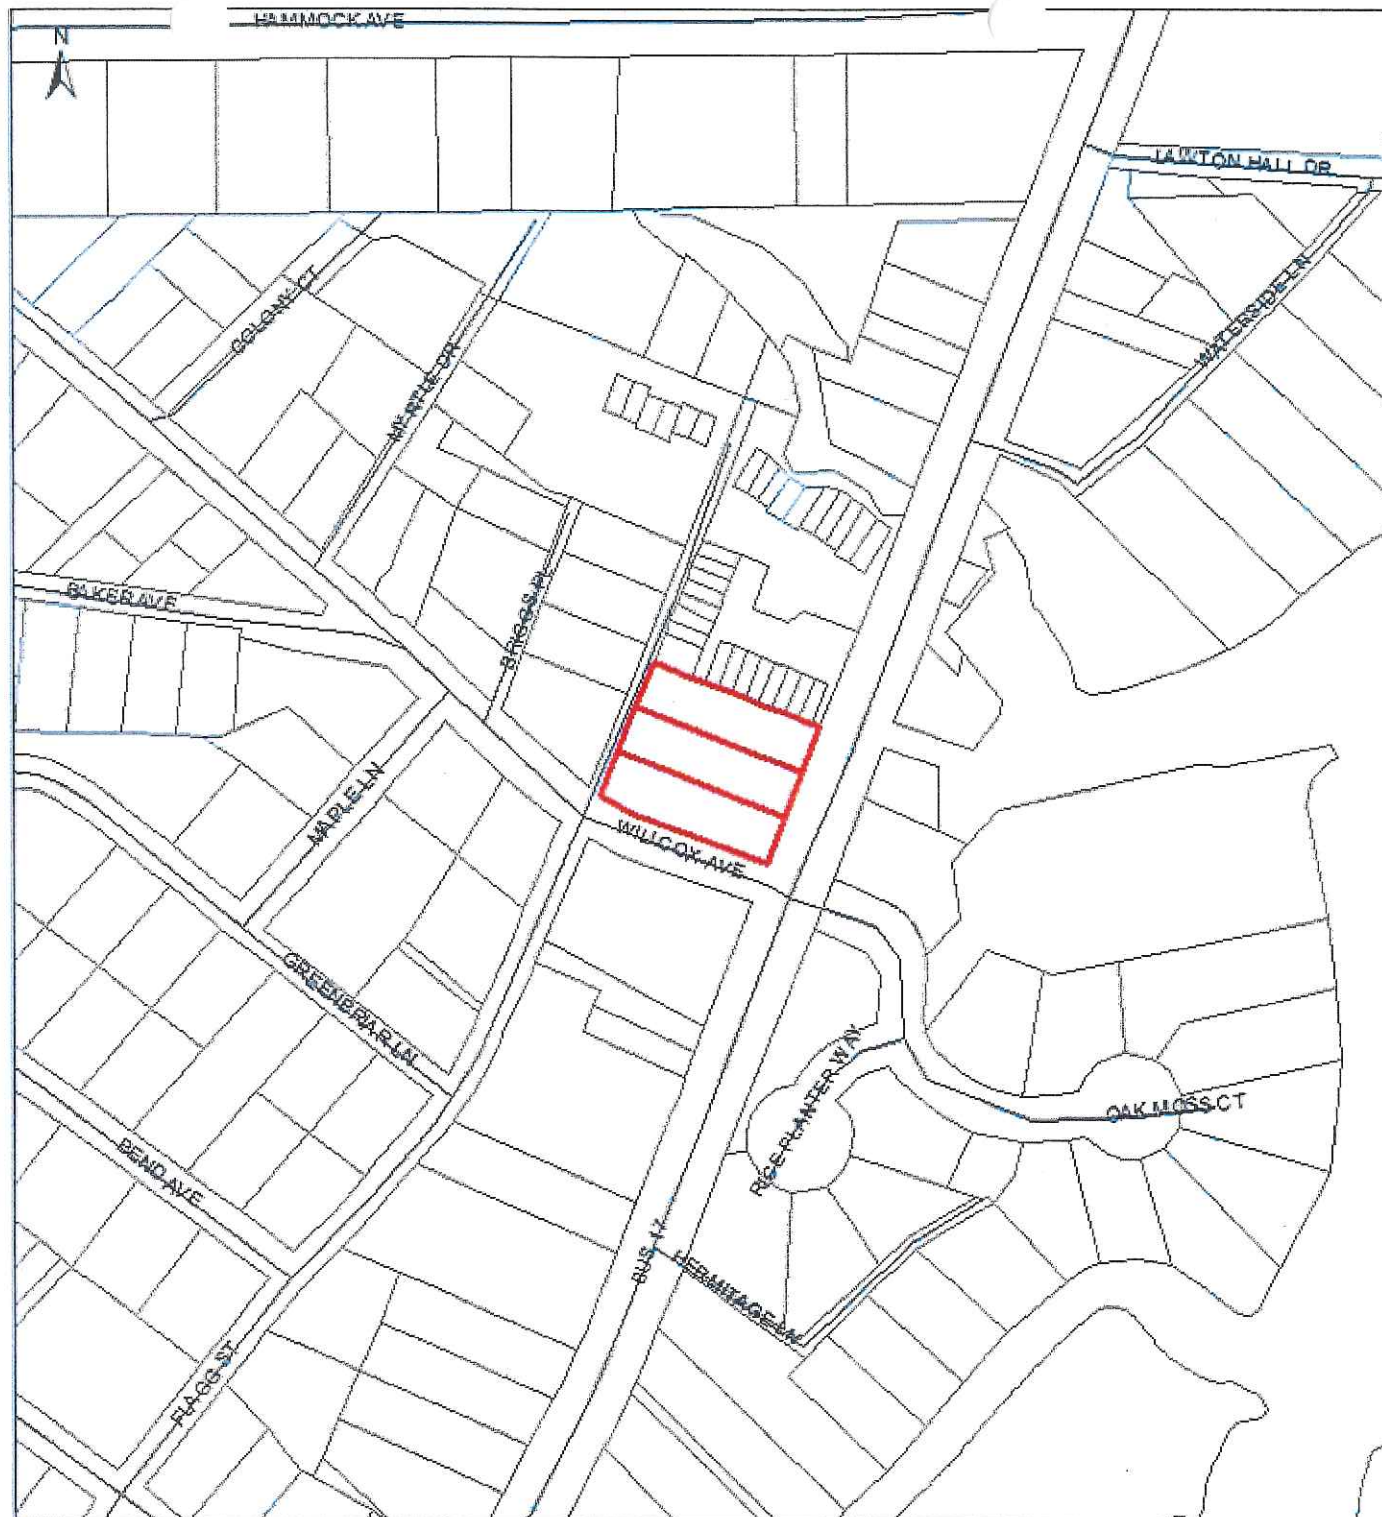 HAMMOCK AVE
N
LAWTON HALL DR
WATERSIDE LN
COLONY CT
MYRTLE DR
BAKER AVE
BRIGGS PL
MAPLE LN
WILLCOX AVE
GREENBRIAR LN
RICE PLANTER WAY
OAK MOSS CT
BEND AVE
BUS 17
HERMITAGE LN
FLAGG ST